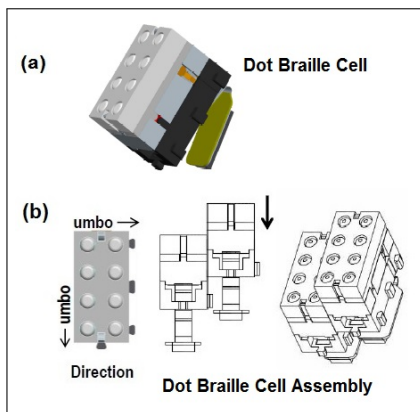 (a)
Dot Braille Cell
(b)
umbo
umbo
Direction
Dot Braille Cell Assembly